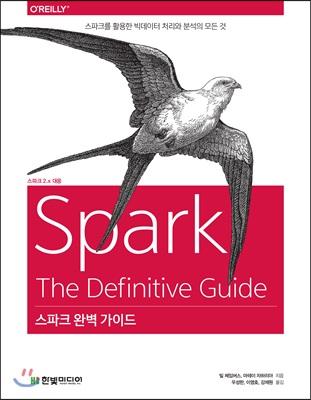 O'REILLY®
스파크를 활용한 빅데이터 처리와 분석의 모든 것
스파크 2.x 대응
Spark
The Definitive Guide
스파크 완벽 가이드
한빛미디어
빌 체임버스, 마테이 자하리아 지음
우성한, 이영호, 강재원 옮김